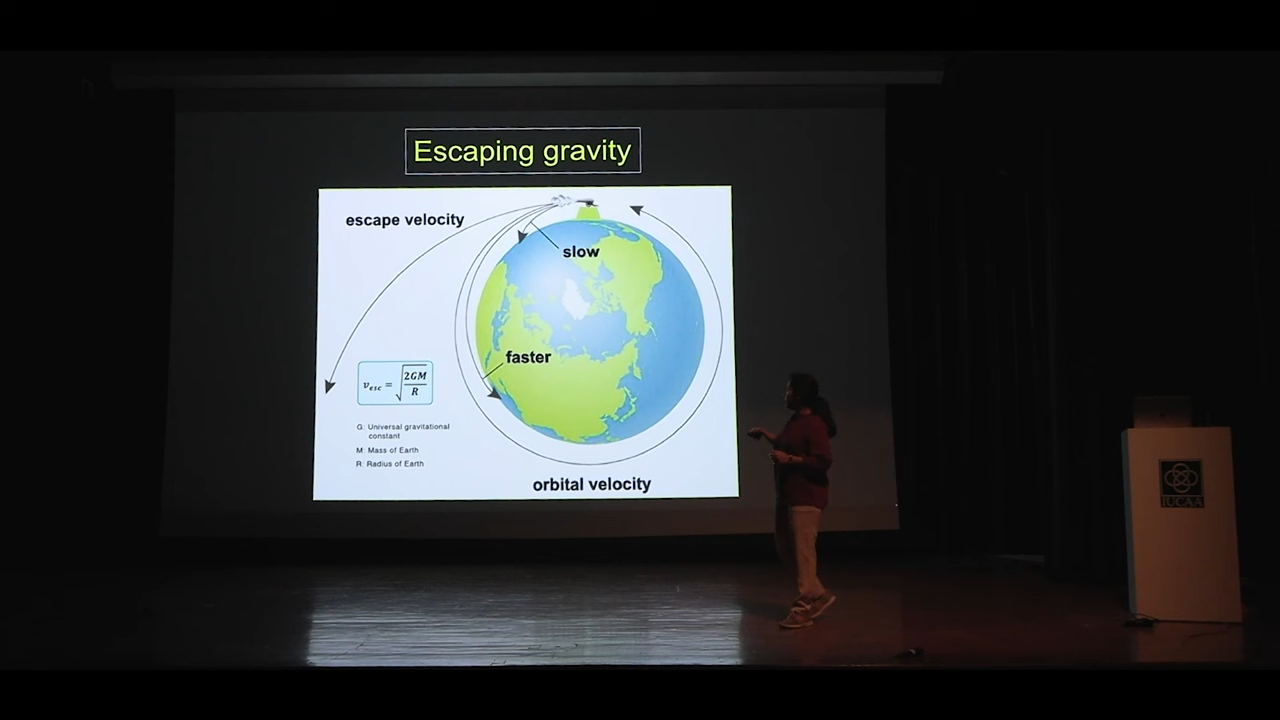 Escaping gravity
escape velocity
slow
faster
v_esc = √(2GM/R)
G: Universal gravitational
constant
M: Mass of Earth
R: Radius of Earth
orbital velocity
IUCAA